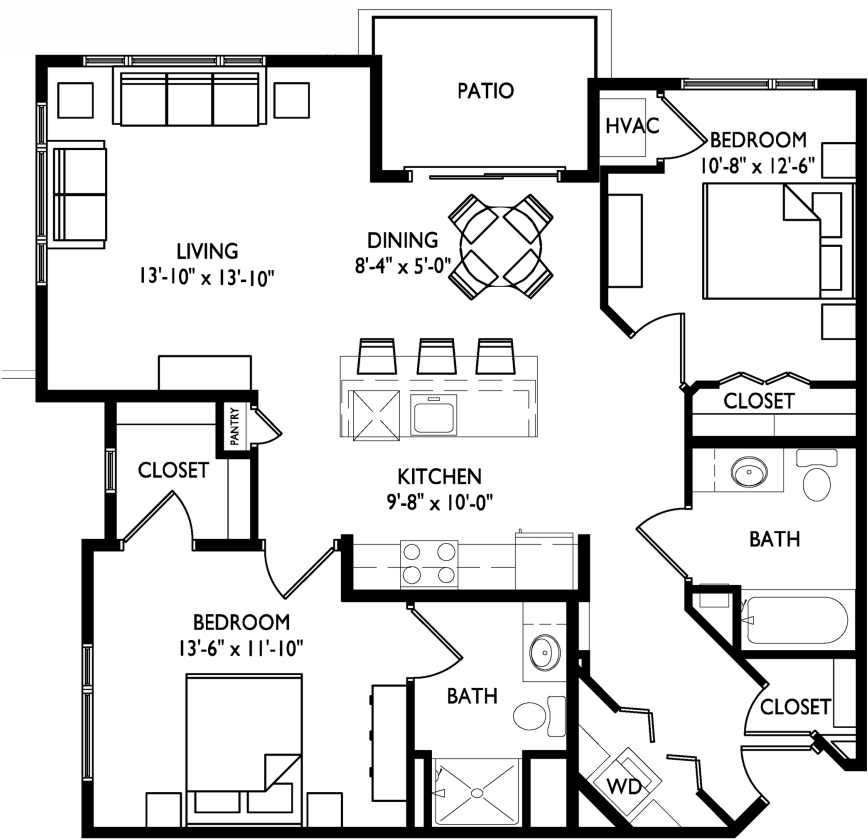 PATIO
HVAC
BEDROOM
10'-8" x 12'-6"
LIVING
13'-10" x 13'-10"
DINING
8'-4" x 5'-0"
CLOSET
PANTRY
CLOSET
KITCHEN
9'-8" x 10'-0"
BATH
BEDROOM
13'-6" x 11'-10"
BATH
CLOSET
WD